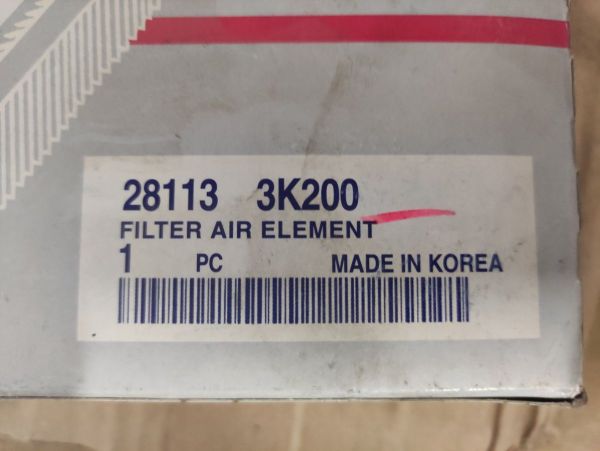 28113 3K200
FILTER AIR ELEMENT
1 PC MADE IN KOREA